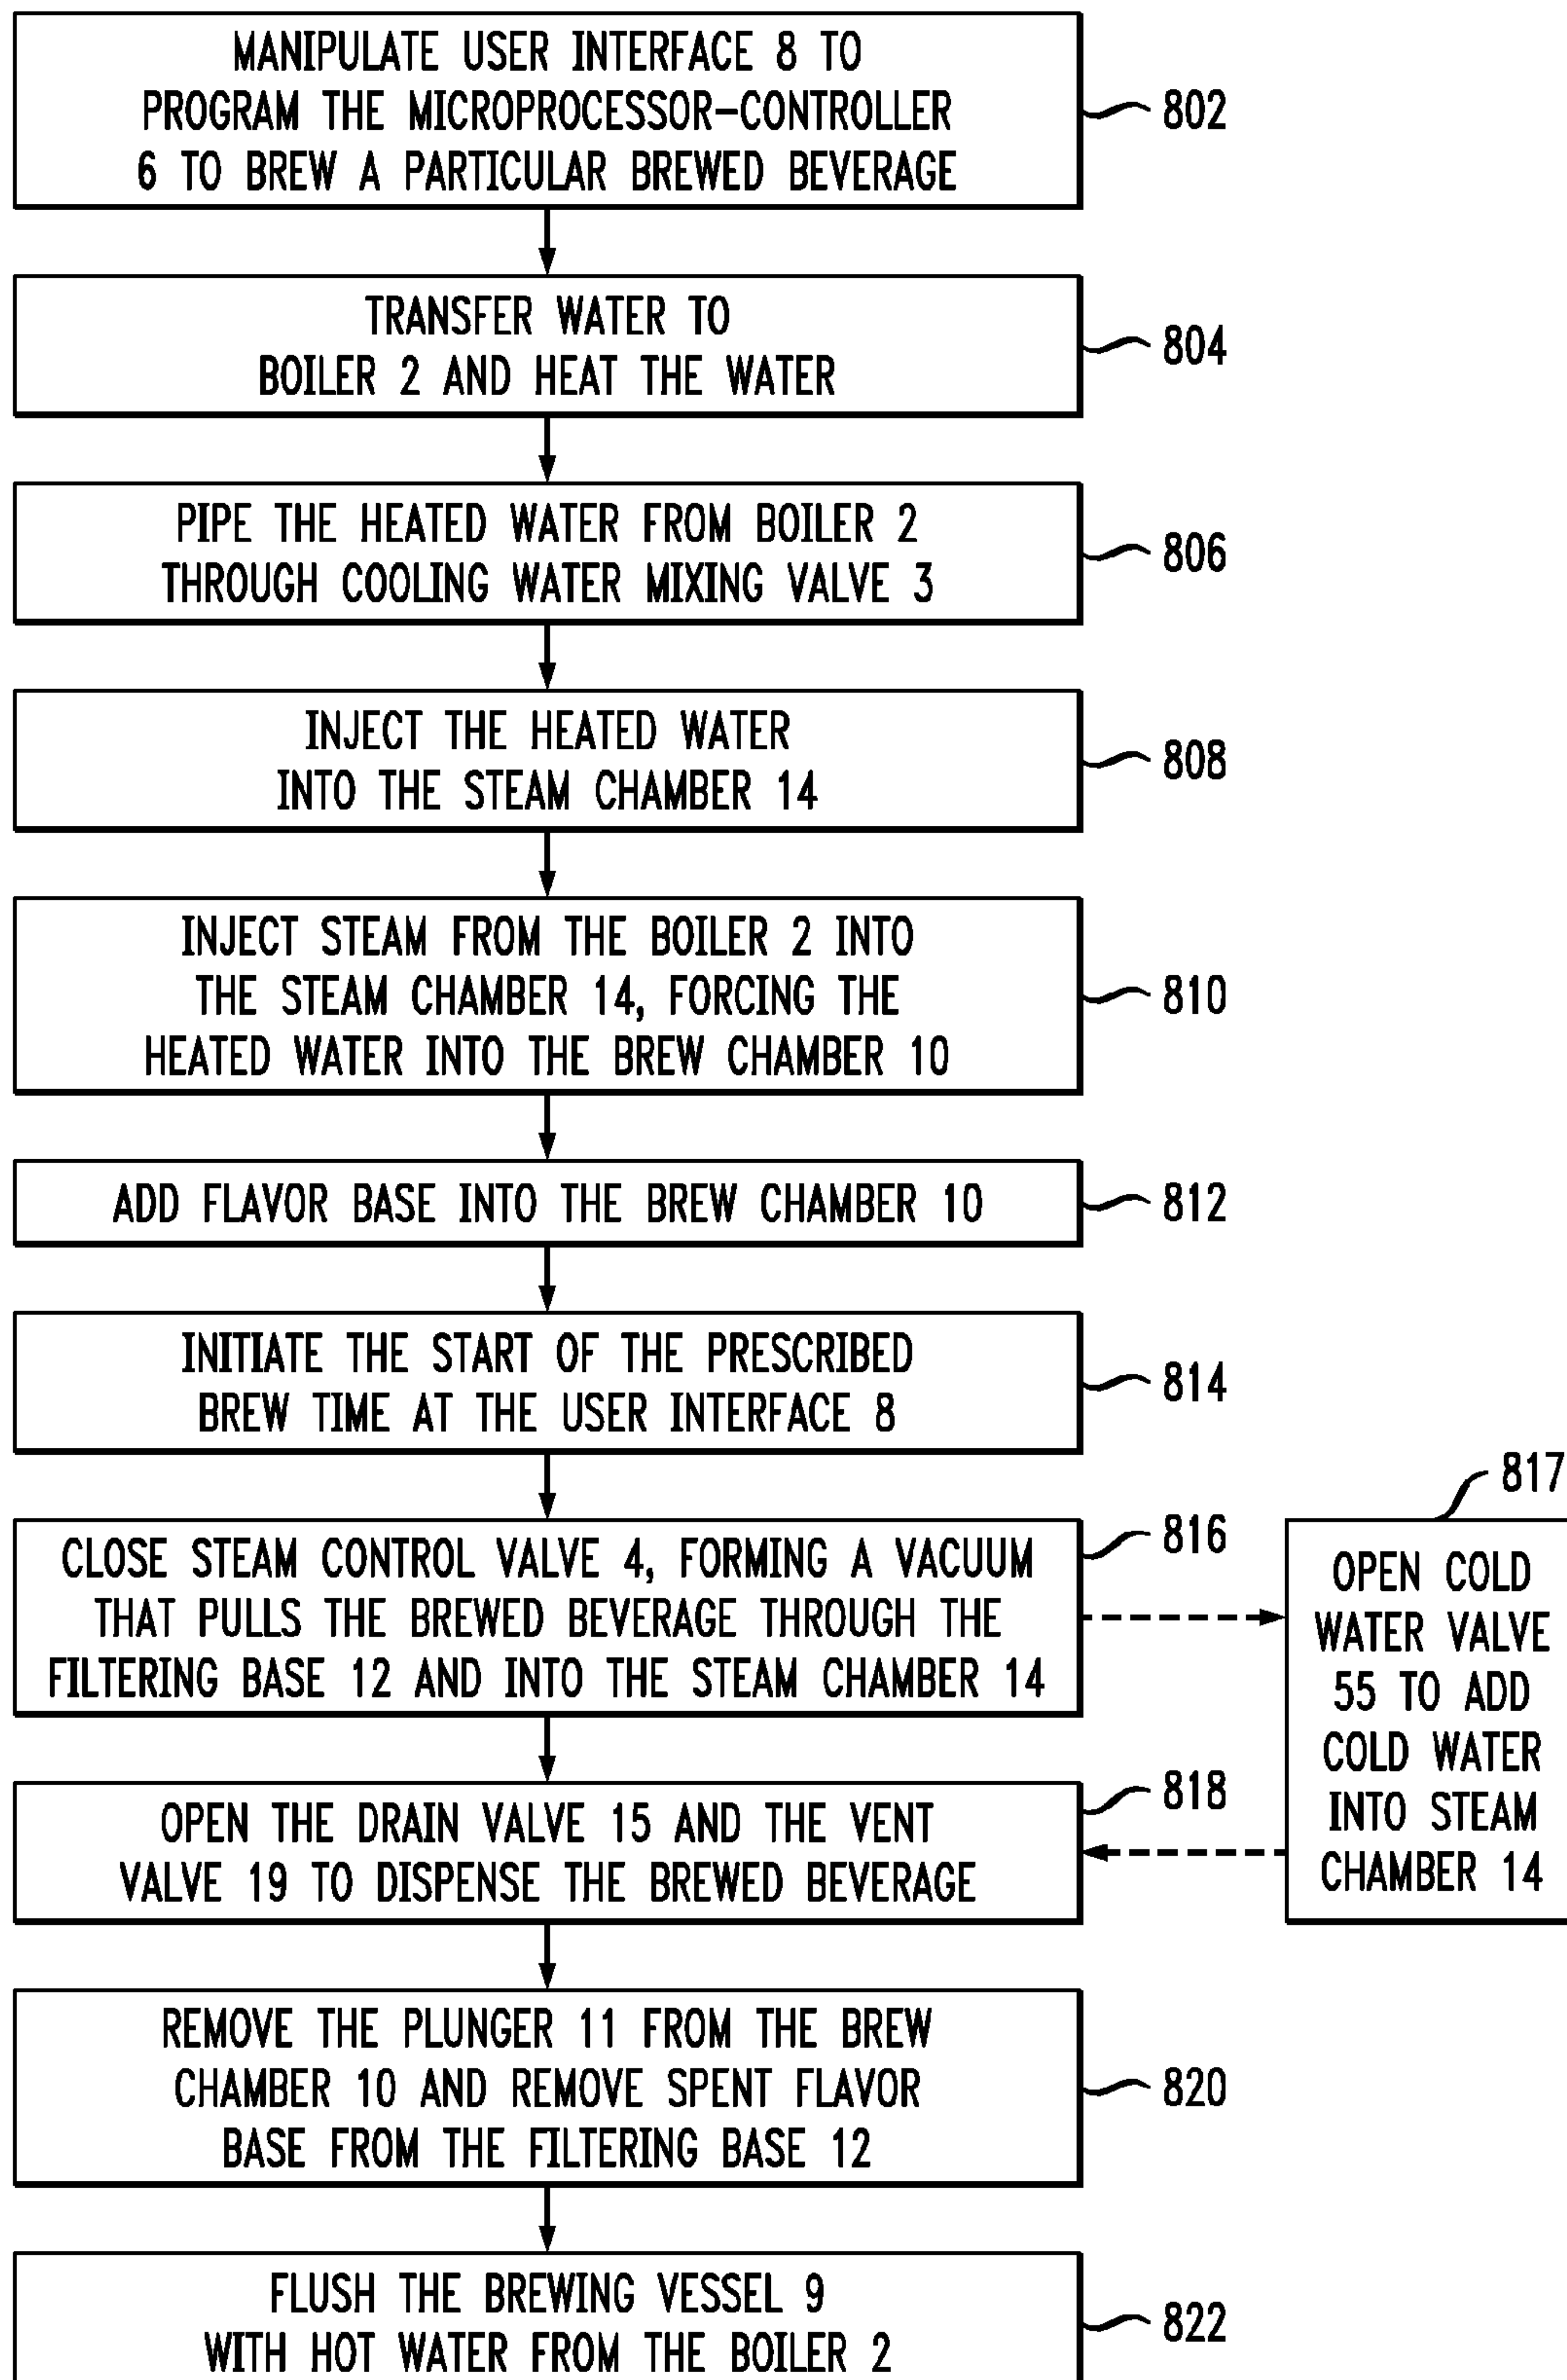 MANIPULATE USER INTERFACE 8 TO
PROGRAM THE MICROPROCESSOR-CONTROLLER
6 TO BREW A PARTICULAR BREWED BEVERAGE
802
TRANSFER WATER TO
BOILER 2 AND HEAT THE WATER
804
PIPE THE HEATED WATER FROM BOILER 2
THROUGH COOLING WATER MIXING VALVE 3
806
INJECT THE HEATED WATER
INTO THE STEAM CHAMBER 14
808
INJECT STEAM FROM THE BOILER 2 INTO
THE STEAM CHAMBER 14, FORCING THE
HEATED WATER INTO THE BREW CHAMBER 10
810
ADD FLAVOR BASE INTO THE BREW CHAMBER 10
812
INITIATE THE START OF THE PRESCRIBED
BREW TIME AT THE USER INTERFACE 8
814
CLOSE STEAM CONTROL VALVE 4, FORMING A VACUUM
THAT PULLS THE BREWED BEVERAGE THROUGH THE
FILTERING BASE 12 AND INTO THE STEAM CHAMBER 14
816
817
OPEN COLD
WATER VALVE
55 TO ADD
COLD WATER
INTO STEAM
CHAMBER 14
OPEN THE DRAIN VALVE 15 AND THE VENT
VALVE 19 TO DISPENSE THE BREWED BEVERAGE
818
REMOVE THE PLUNGER 11 FROM THE BREW
CHAMBER 10 AND REMOVE SPENT FLAVOR
BASE FROM THE FILTERING BASE 12
820
FLUSH THE BREWING VESSEL 9
WITH HOT WATER FROM THE BOILER 2
822